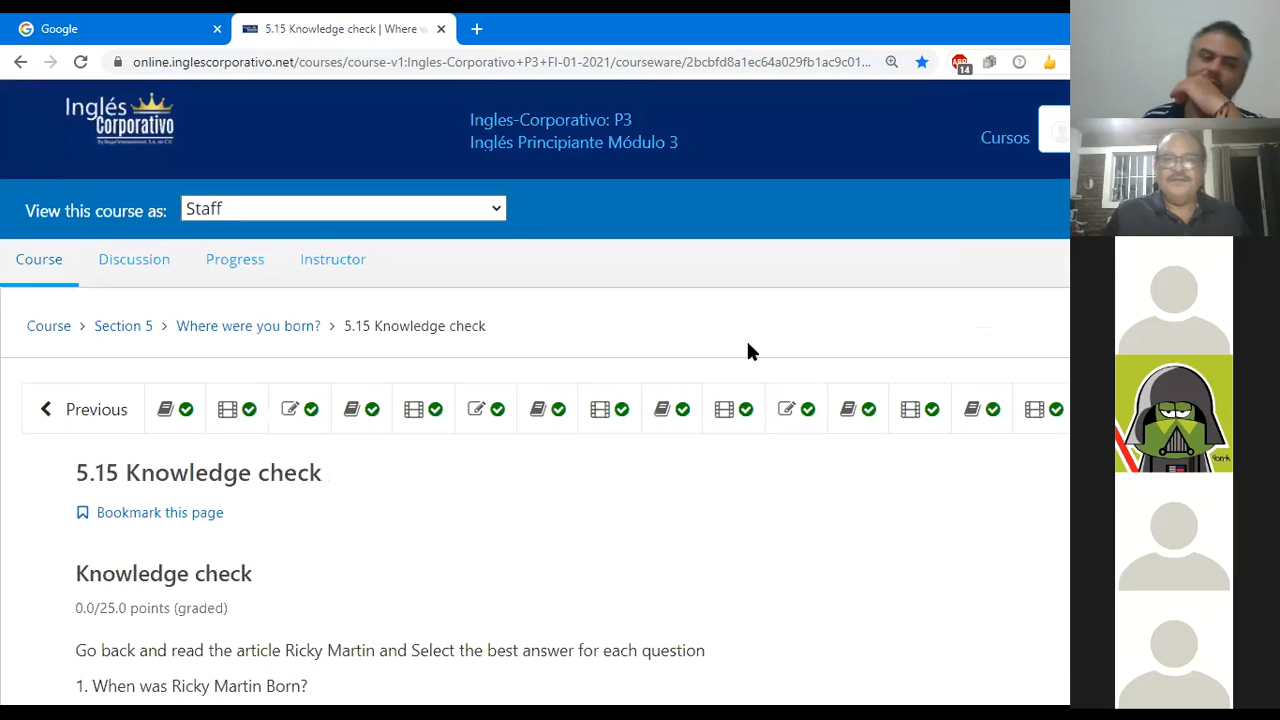 Google
5.15 Knowledge check | Where w
online.inglescorporativo.net/courses/course-v1:Ingles-Corporativo+P3+FI-01-2021/courseware/2bcbfd8a1ec64a029fb1ac9c01...
14
Inglés
Corporativo
Ingles-Corporativo: P3
Inglés Principiante Módulo 3
Cursos
View this course as:
Staff
Course
Discussion
Progress
Instructor
Course > Section 5 > Where were you born? > 5.15 Knowledge check
Previous
5.15 Knowledge check
Bookmark this page
Knowledge check
0.0/25.0 points (graded)
Go back and read the article Ricky Martin and Select the best answer for each question
1. When was Ricky Martin Born?